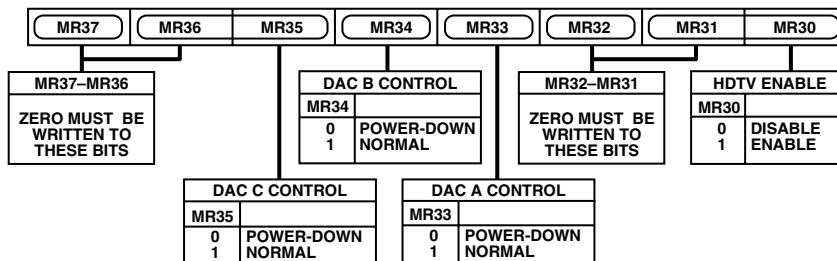 MR37 MR36 MR35 MR34 MR33 MR32 MR31 MR30
MR37–MR36
ZERO MUST BE
WRITTEN TO
THESE BITS
DAC B CONTROL
MR34
0 POWER-DOWN
1 NORMAL
MR32–MR31
ZERO MUST BE
WRITTEN TO
THESE BITS
HDTV ENABLE
MR30
0 DISABLE
1 ENABLE
DAC C CONTROL
MR35
0 POWER-DOWN
1 NORMAL
DAC A CONTROL
MR33
0 POWER-DOWN
1 NORMAL